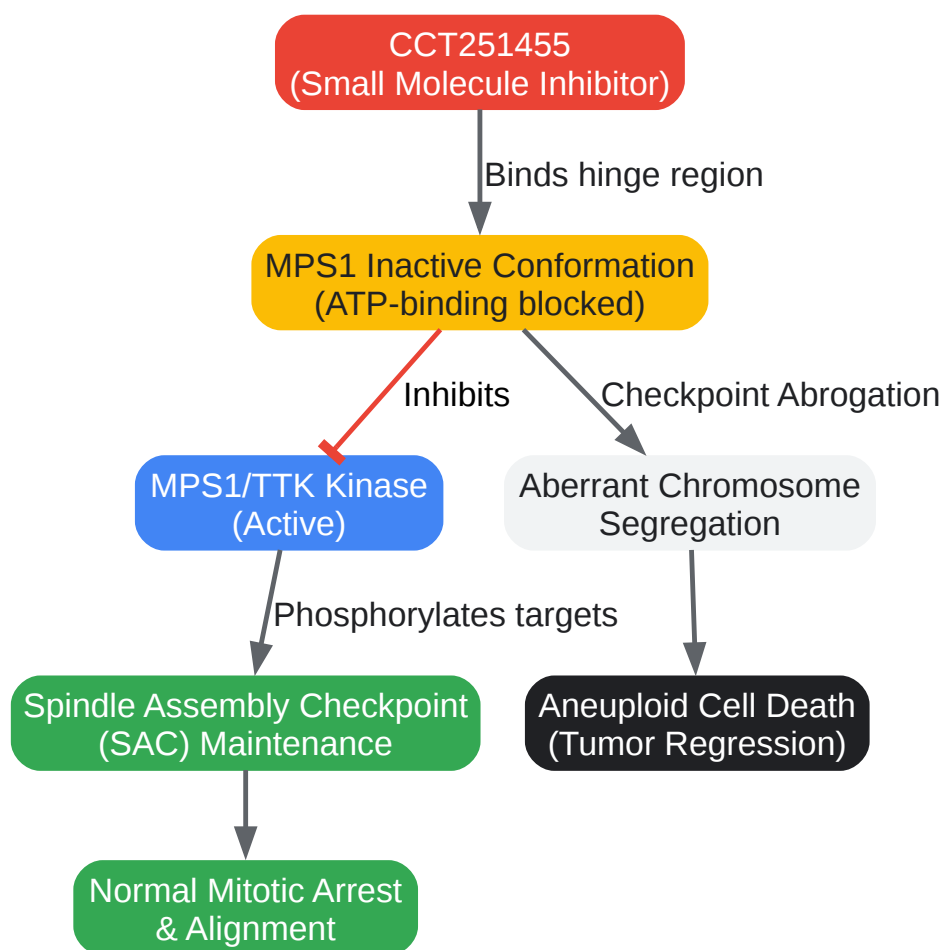 CCT251455
(Small Molecule Inhibitor)
Binds hinge region
MPS1 Inactive Conformation
(ATP-binding blocked)
Inhibits
Checkpoint Abrogation
MPS1/TTK Kinase
(Active)
Aberrant Chromosome
Segregation
Phosphorylates targets
Spindle Assembly Checkpoint
(SAC) Maintenance
Aneuploid Cell Death
(Tumor Regression)
Normal Mitotic Arrest
& Alignment